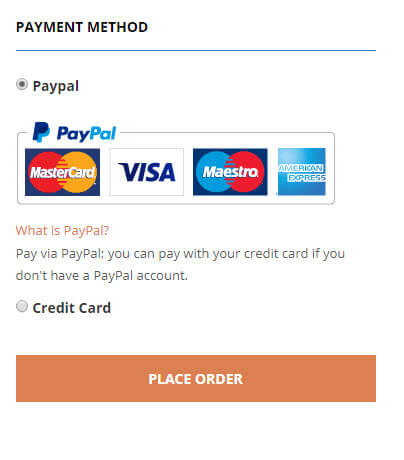 PAYMENT METHOD
Paypal
PayPal
MasterCard VISA Maestro AMERICAN EXPRESS
What is PayPal?
Pay via PayPal; you can pay with your credit card if you
don't have a PayPal account.
Credit Card
PLACE ORDER